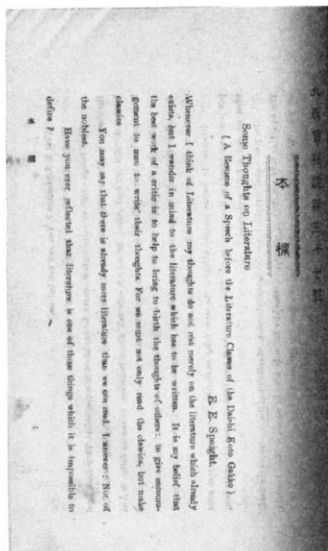 Some Thoughts on Literature
( A Resume of a Speech before the Literature Classes of the Daishi Koto Gakko )
E. E. Speight.
Whenever I think of Literature my thoughts do not rest merely on the literature which already
exists, but I wander in mind to the literature which has to be written. It is my belief that
the best work of a critic is to help to bring to birth the thoughts of others; to give encoura-
gement to men to write their thoughts. For we must not only read the classics, but make
classics
You may say that there is already more literature than we can read. I answer: Not of
the noblest.
Have you ever reflected that literature is one of those things which it is impossible to
define ?